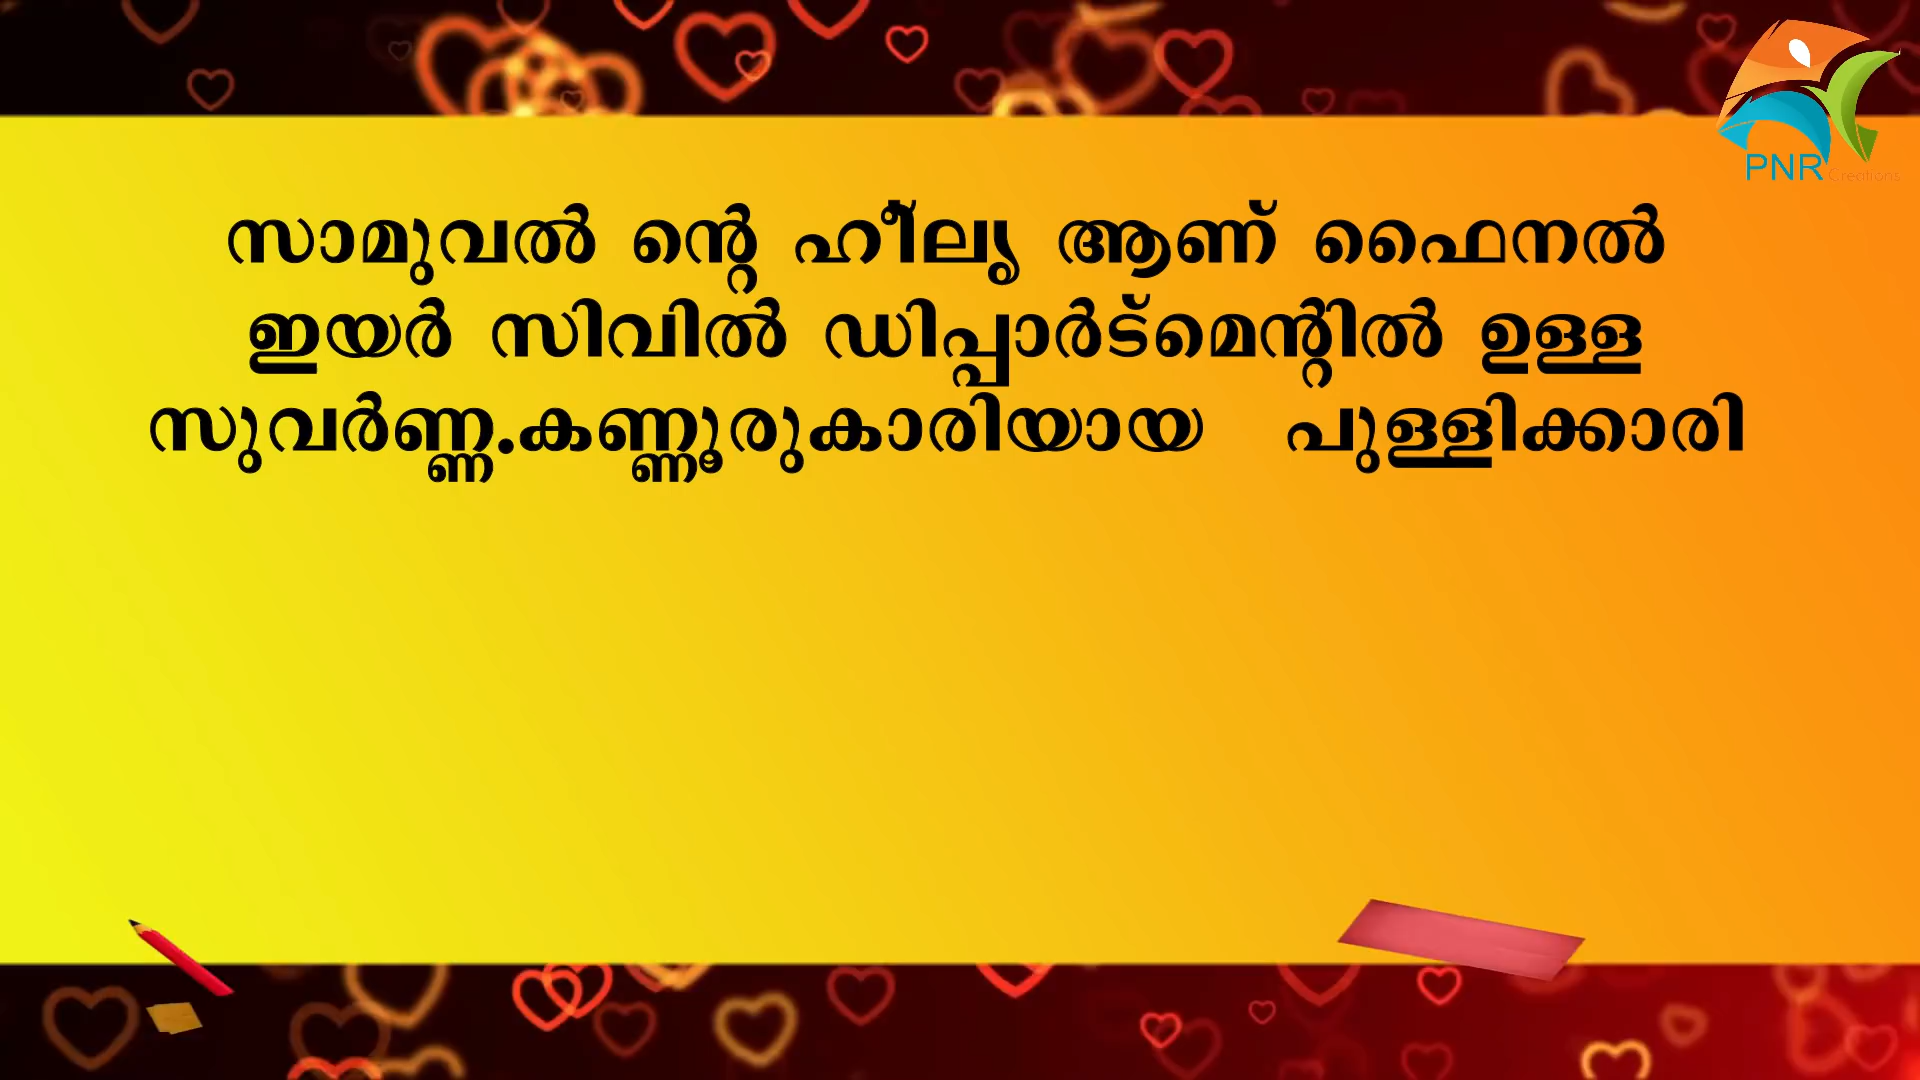 PNR Creations
സാമുവൽ ന്റെ ഹീല്യ ആണ് ഫൈനൽ
ഇയർ സിവിൽ ഡിപ്പാർട്മെന്റിൽ ഉള്ള
സുവർണ്ണ.കണ്ണൂരുകാരിയായ പുള്ളിക്കാരി